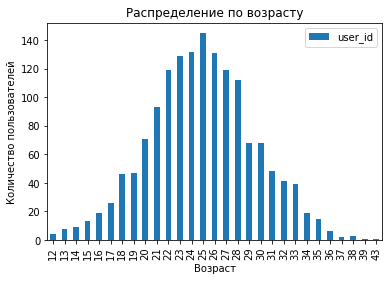 Распределение по возрасту
user_id
Количество пользователей
140
120
100
80
60
40
20
0
12 13 14 15 16 17 18 19 20 21 22 23 24 25 26 27 28 29 30 31 32 33 34 35 36 37 38 39 43
Возраст